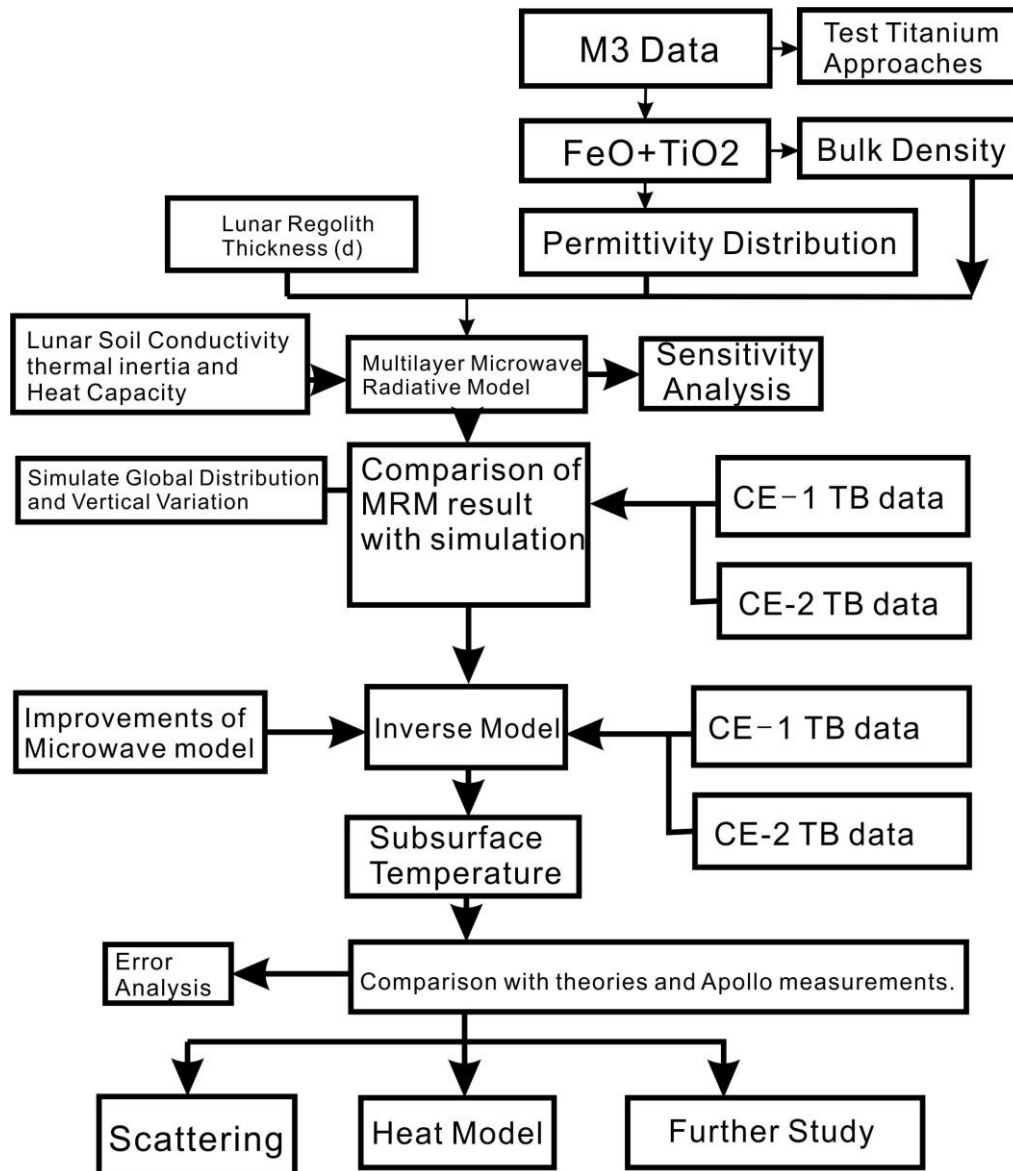 M3 Data
Test Titanium
Approaches
FeO+TiO2
Bulk Density
Lunar Regolith
Thickness (d)
Permittivity Distribution
Lunar Soil Conductivity
thermal inertia and
Heat Capacity
Multilayer Microwave
Radiative Model
Sensitivity
Analysis
Simulate Global Distribution
and Vertical Variation
Comparison of
MRM result
with simulation
CE-1 TB data
CE-2 TB data
Improvements of
Microwave model
Inverse Model
CE-1 TB data
CE-2 TB data
Subsurface
Temperature
Error
Analysis
Comparison with theories and Apollo measurements.
Scattering
Heat Model
Further Study